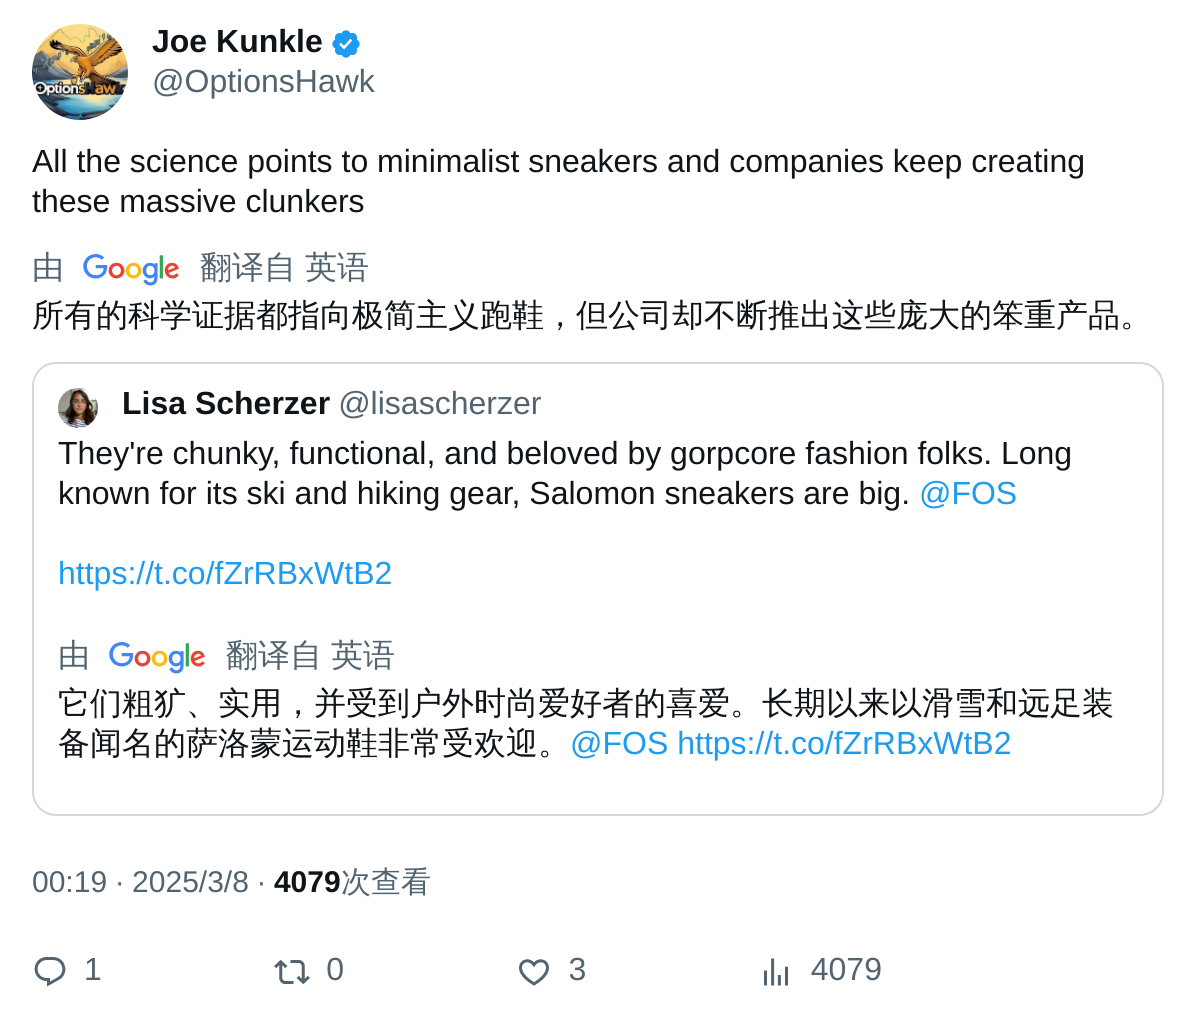 OptionsHawk
Joe Kunkle
@OptionsHawk
All the science points to minimalist sneakers and companies keep creating
these massive clunkers
由 Google 翻译自 英语
所有的科学证据都指向极简主义跑鞋，但公司却不断推出这些庞大的笨重产品。
Lisa Scherzer @lisascherzer
They're chunky, functional, and beloved by gorpcore fashion folks. Long
known for its ski and hiking gear, Salomon sneakers are big. @FOS
https://t.co/fZrRBxWtB2
由 Google 翻译自 英语
它们粗犷、实用，并受到户外时尚爱好者的喜爱。长期以来以滑雪和远足装
备闻名的萨洛蒙运动鞋非常受欢迎。@FOS https://t.co/fZrRBxWtB2
00:19 · 2025/3/8 · 4079次查看
1 0 3 4079